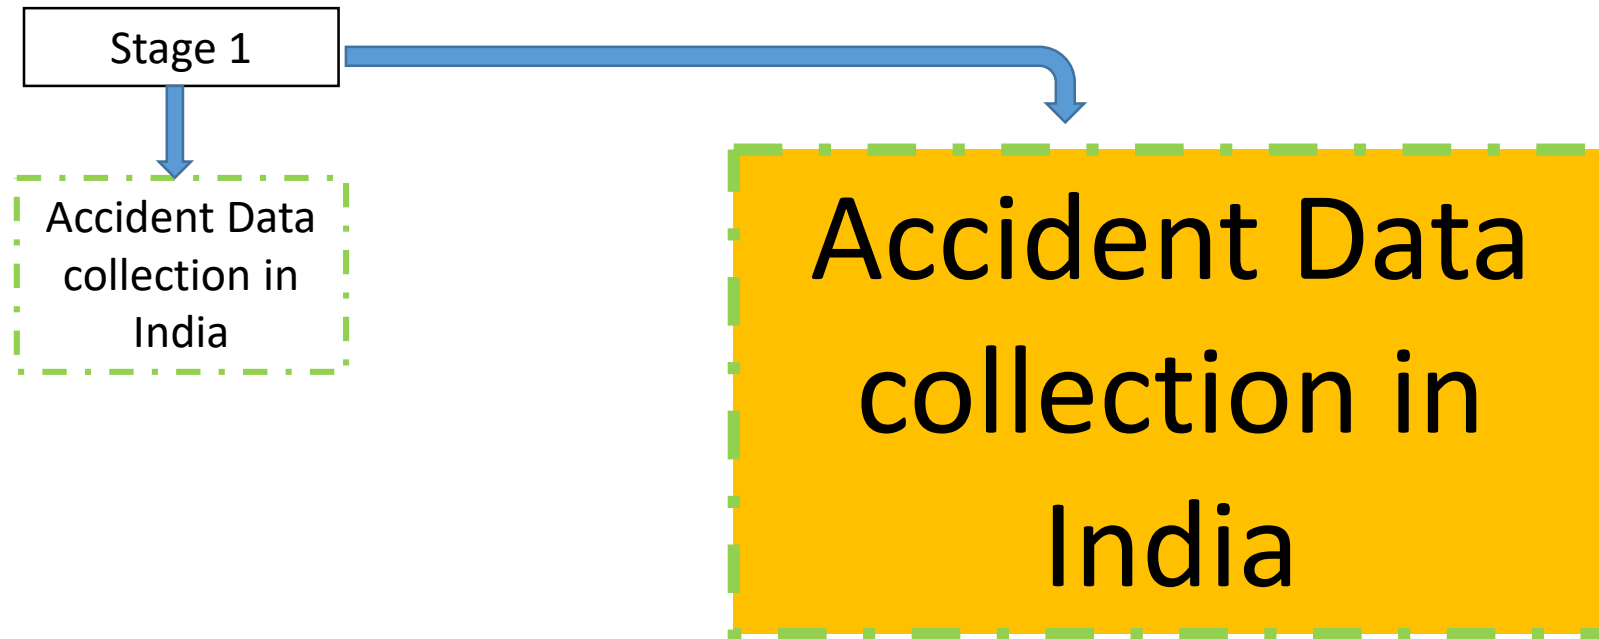 Stage 1
Accident Data
collection in
India
Accident Data
collection in
India